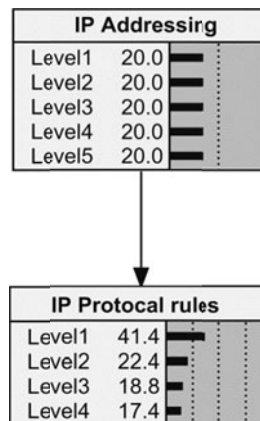 IP Addressing
Level1 20.0
Level2 20.0
Level3 20.0
Level4 20.0
Level5 20.0
IP Protocal rules
Level1 41.4
Level2 22.4
Level3 18.8
Level4 17.4